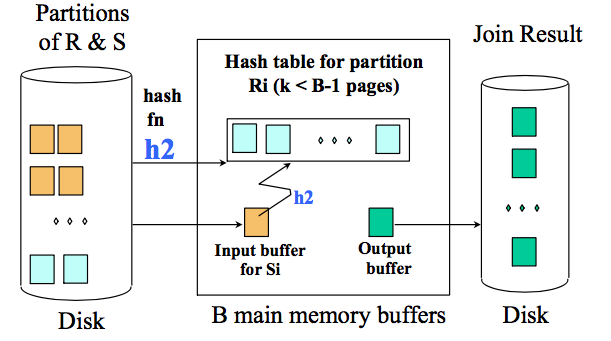 Partitions
of R & S
hash
fn
h2
Hash table for partition
Ri (k < B-1 pages)
h2
Input buffer
for Si
Output
buffer
B main memory buffers
Disk
Join Result
Disk